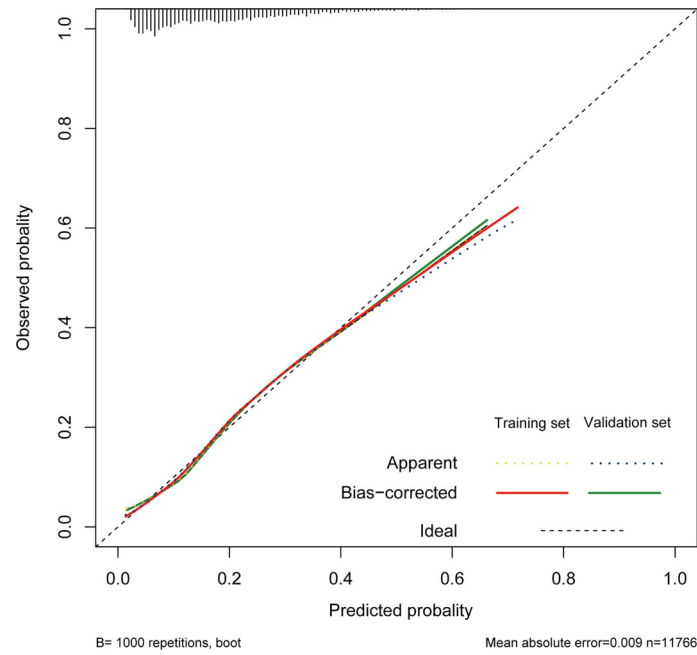 1.0
0.8
0.6
0.4
0.2
0.0
Observed probality
Training set Validation set
Apparent
Bias−corrected
Ideal
0.0 0.2 0.4 0.6 0.8 1.0
Predicted probality
B= 1000 repetitions, boot Mean absolute error=0.009 n=11766